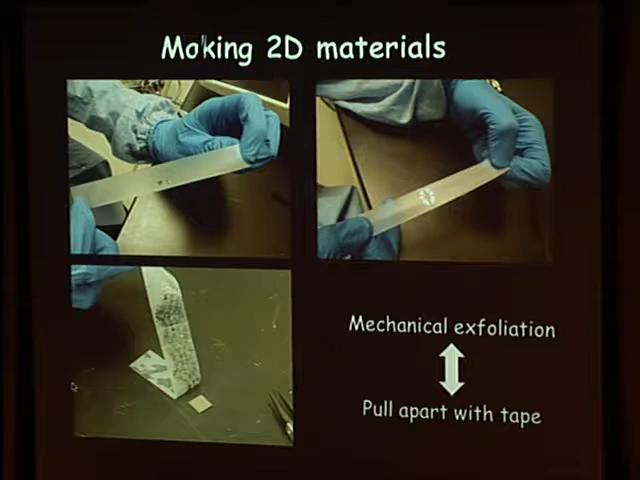 Making 2D materials
Mechanical exfoliation
Pull apart with tape